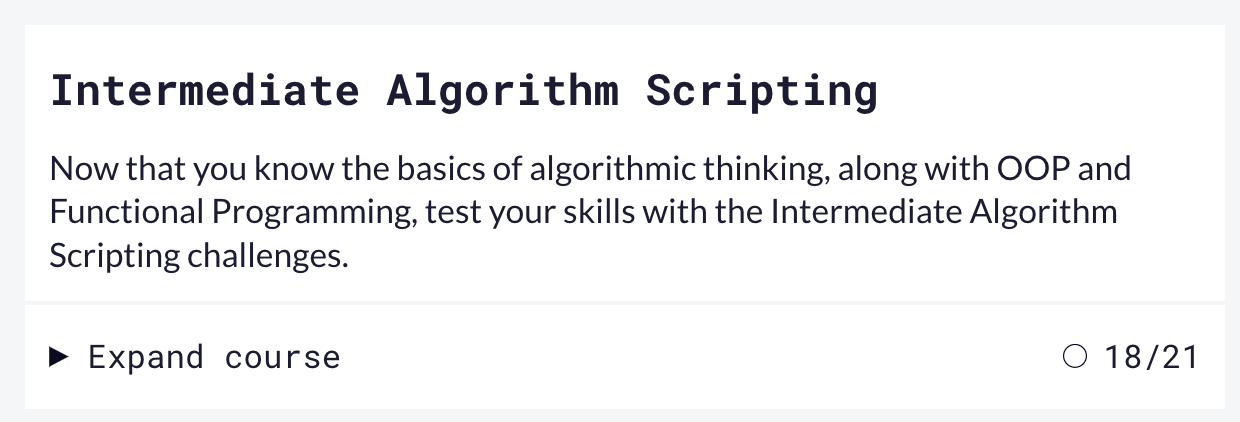 Intermediate Algorithm Scripting
Now that you know the basics of algorithmic thinking, along with OOP and
Functional Programming, test your skills with the Intermediate Algorithm
Scripting challenges.
Expand course
18/21